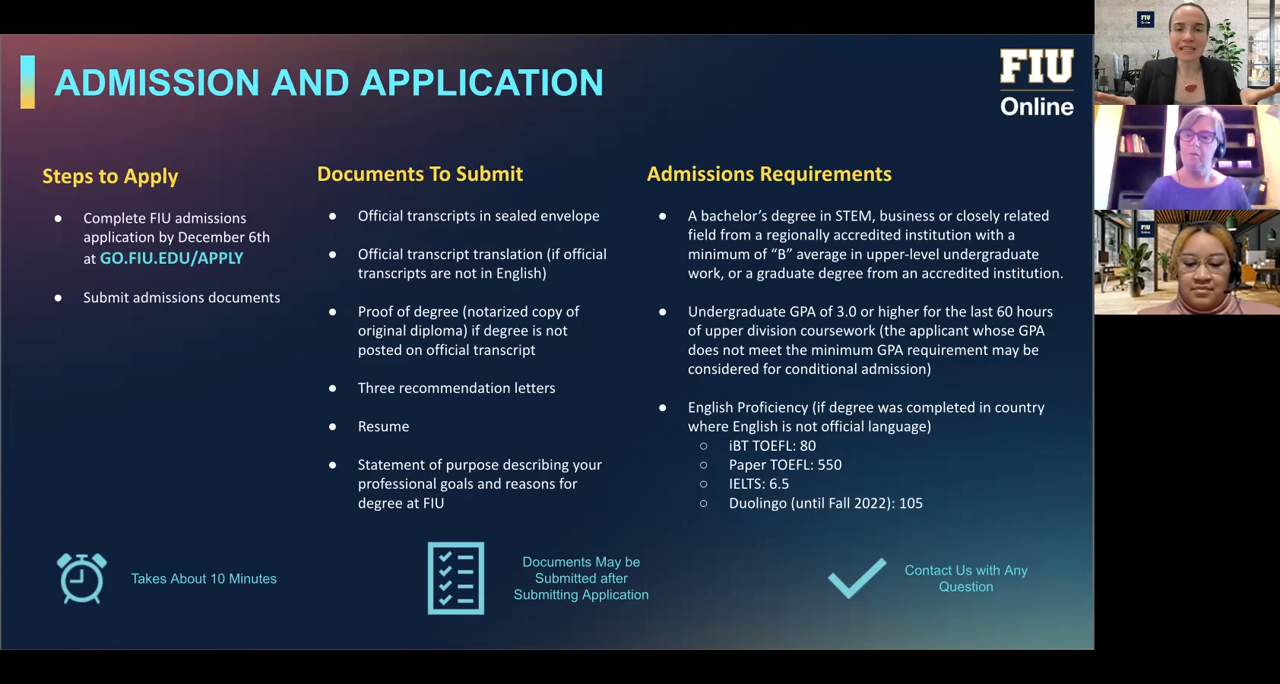 ADMISSION AND APPLICATION
FIU
Online
Steps to Apply
● Complete FIU admissions
application by December 6th
at GO.FIU.EDU/APPLY
● Submit admissions documents
Documents To Submit
● Official transcripts in sealed envelope
● Official transcript translation (if official
transcripts are not in English)
● Proof of degree (notarized copy of
original diploma) if degree is not
posted on official transcript
● Three recommendation letters
● Resume
● Statement of purpose describing your
professional goals and reasons for
degree at FIU
Admissions Requirements
● A bachelor’s degree in STEM, business or closely related
field from a regionally accredited institution with a
minimum of “B” average in upper-level undergraduate
work, or a graduate degree from an accredited institution.
● Undergraduate GPA of 3.0 or higher for the last 60 hours
of upper division coursework (the applicant whose GPA
does not meet the minimum GPA requirement may be
considered for conditional admission)
● English Proficiency (if degree was completed in country
where English is not official language)
○ iBT TOEFL: 80
○ Paper TOEFL: 550
○ IELTS: 6.5
○ Duolingo (until Fall 2022): 105
Takes About 10 Minutes
Documents May be
Submitted after
Submitting Application
Contact Us with Any
Question
FIU
FIU